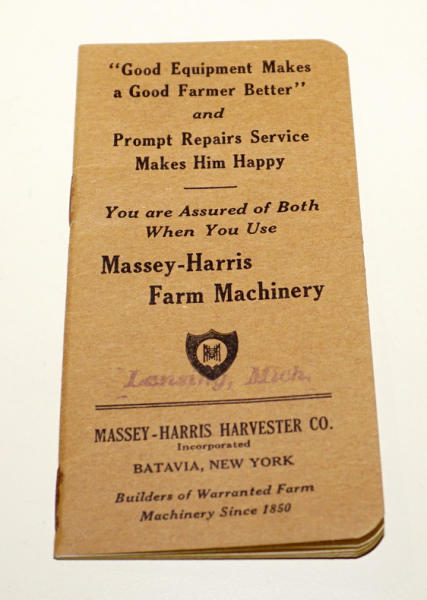 "Good Equipment Makes
a Good Farmer Better"
and
Prompt Repairs Service
Makes Him Happy
You are Assured of Both
When You Use
Massey-Harris
Farm Machinery
Lansing, Mich.
MASSEY-HARRIS HARVESTER CO.
Incorporated
BATAVIA, NEW YORK
Builders of Warranted Farm
Machinery Since 1850